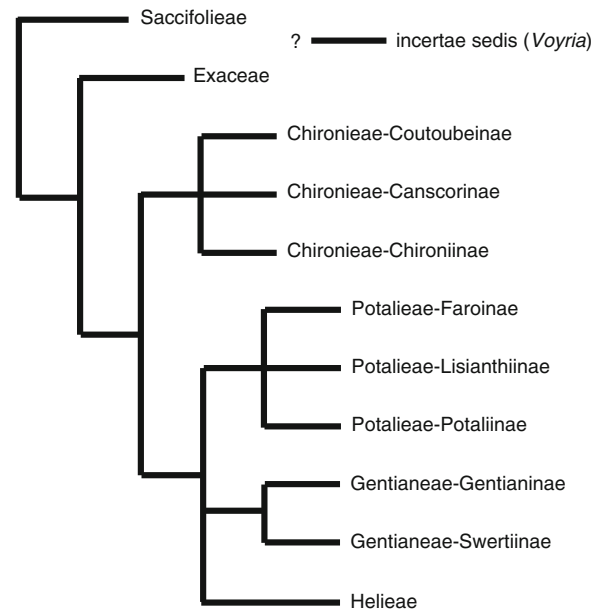 Saccifolieae
? incertae sedis (Voyria)
Exaceae
Chironieae-Coutoubeinae
Chironieae-Canscorinae
Chironieae-Chironiinae
Potalieae-Faroinae
Potalieae-Lisianthiinae
Potalieae-Potaliinae
Gentianeae-Gentianinae
Gentianeae-Swertiinae
Helieae